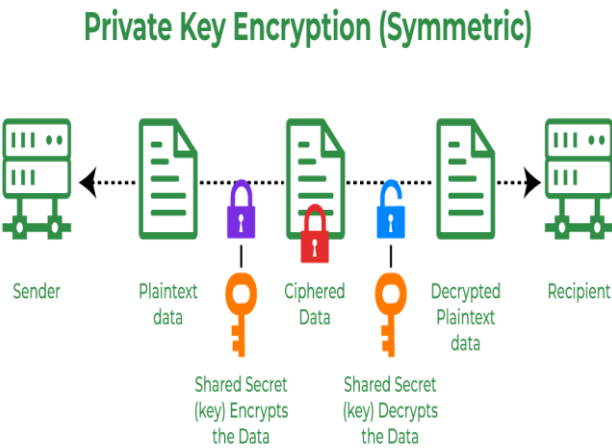 Private Key Encryption (Symmetric)
Sender
Plaintext
data
Ciphered
Data
Decrypted
Plaintext
data
Recipient
Shared Secret
(key) Encrypts
the Data
Shared Secret
(key) Decrypts
the Data